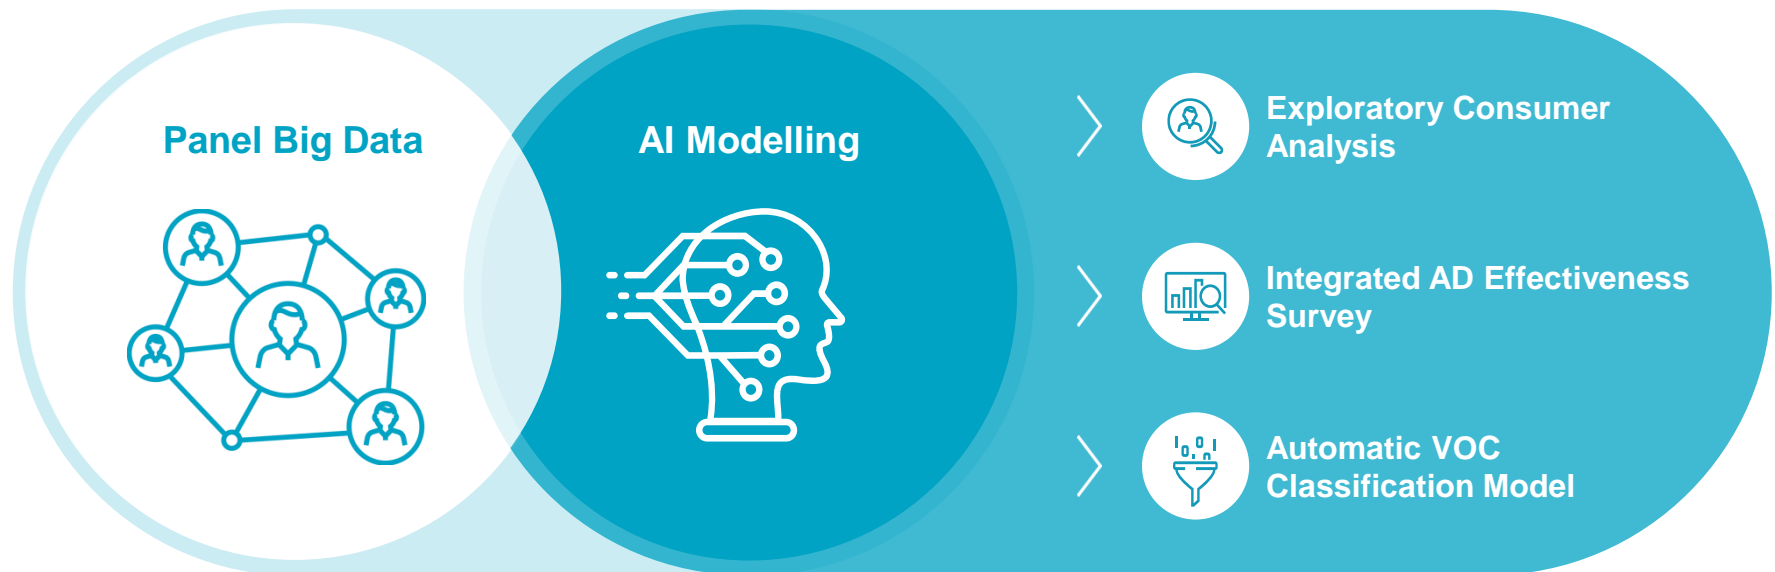 Panel Big Data
AI Modelling
Exploratory Consumer
Analysis
Integrated AD Effectiveness
Survey
Automatic VOC
Classification Model